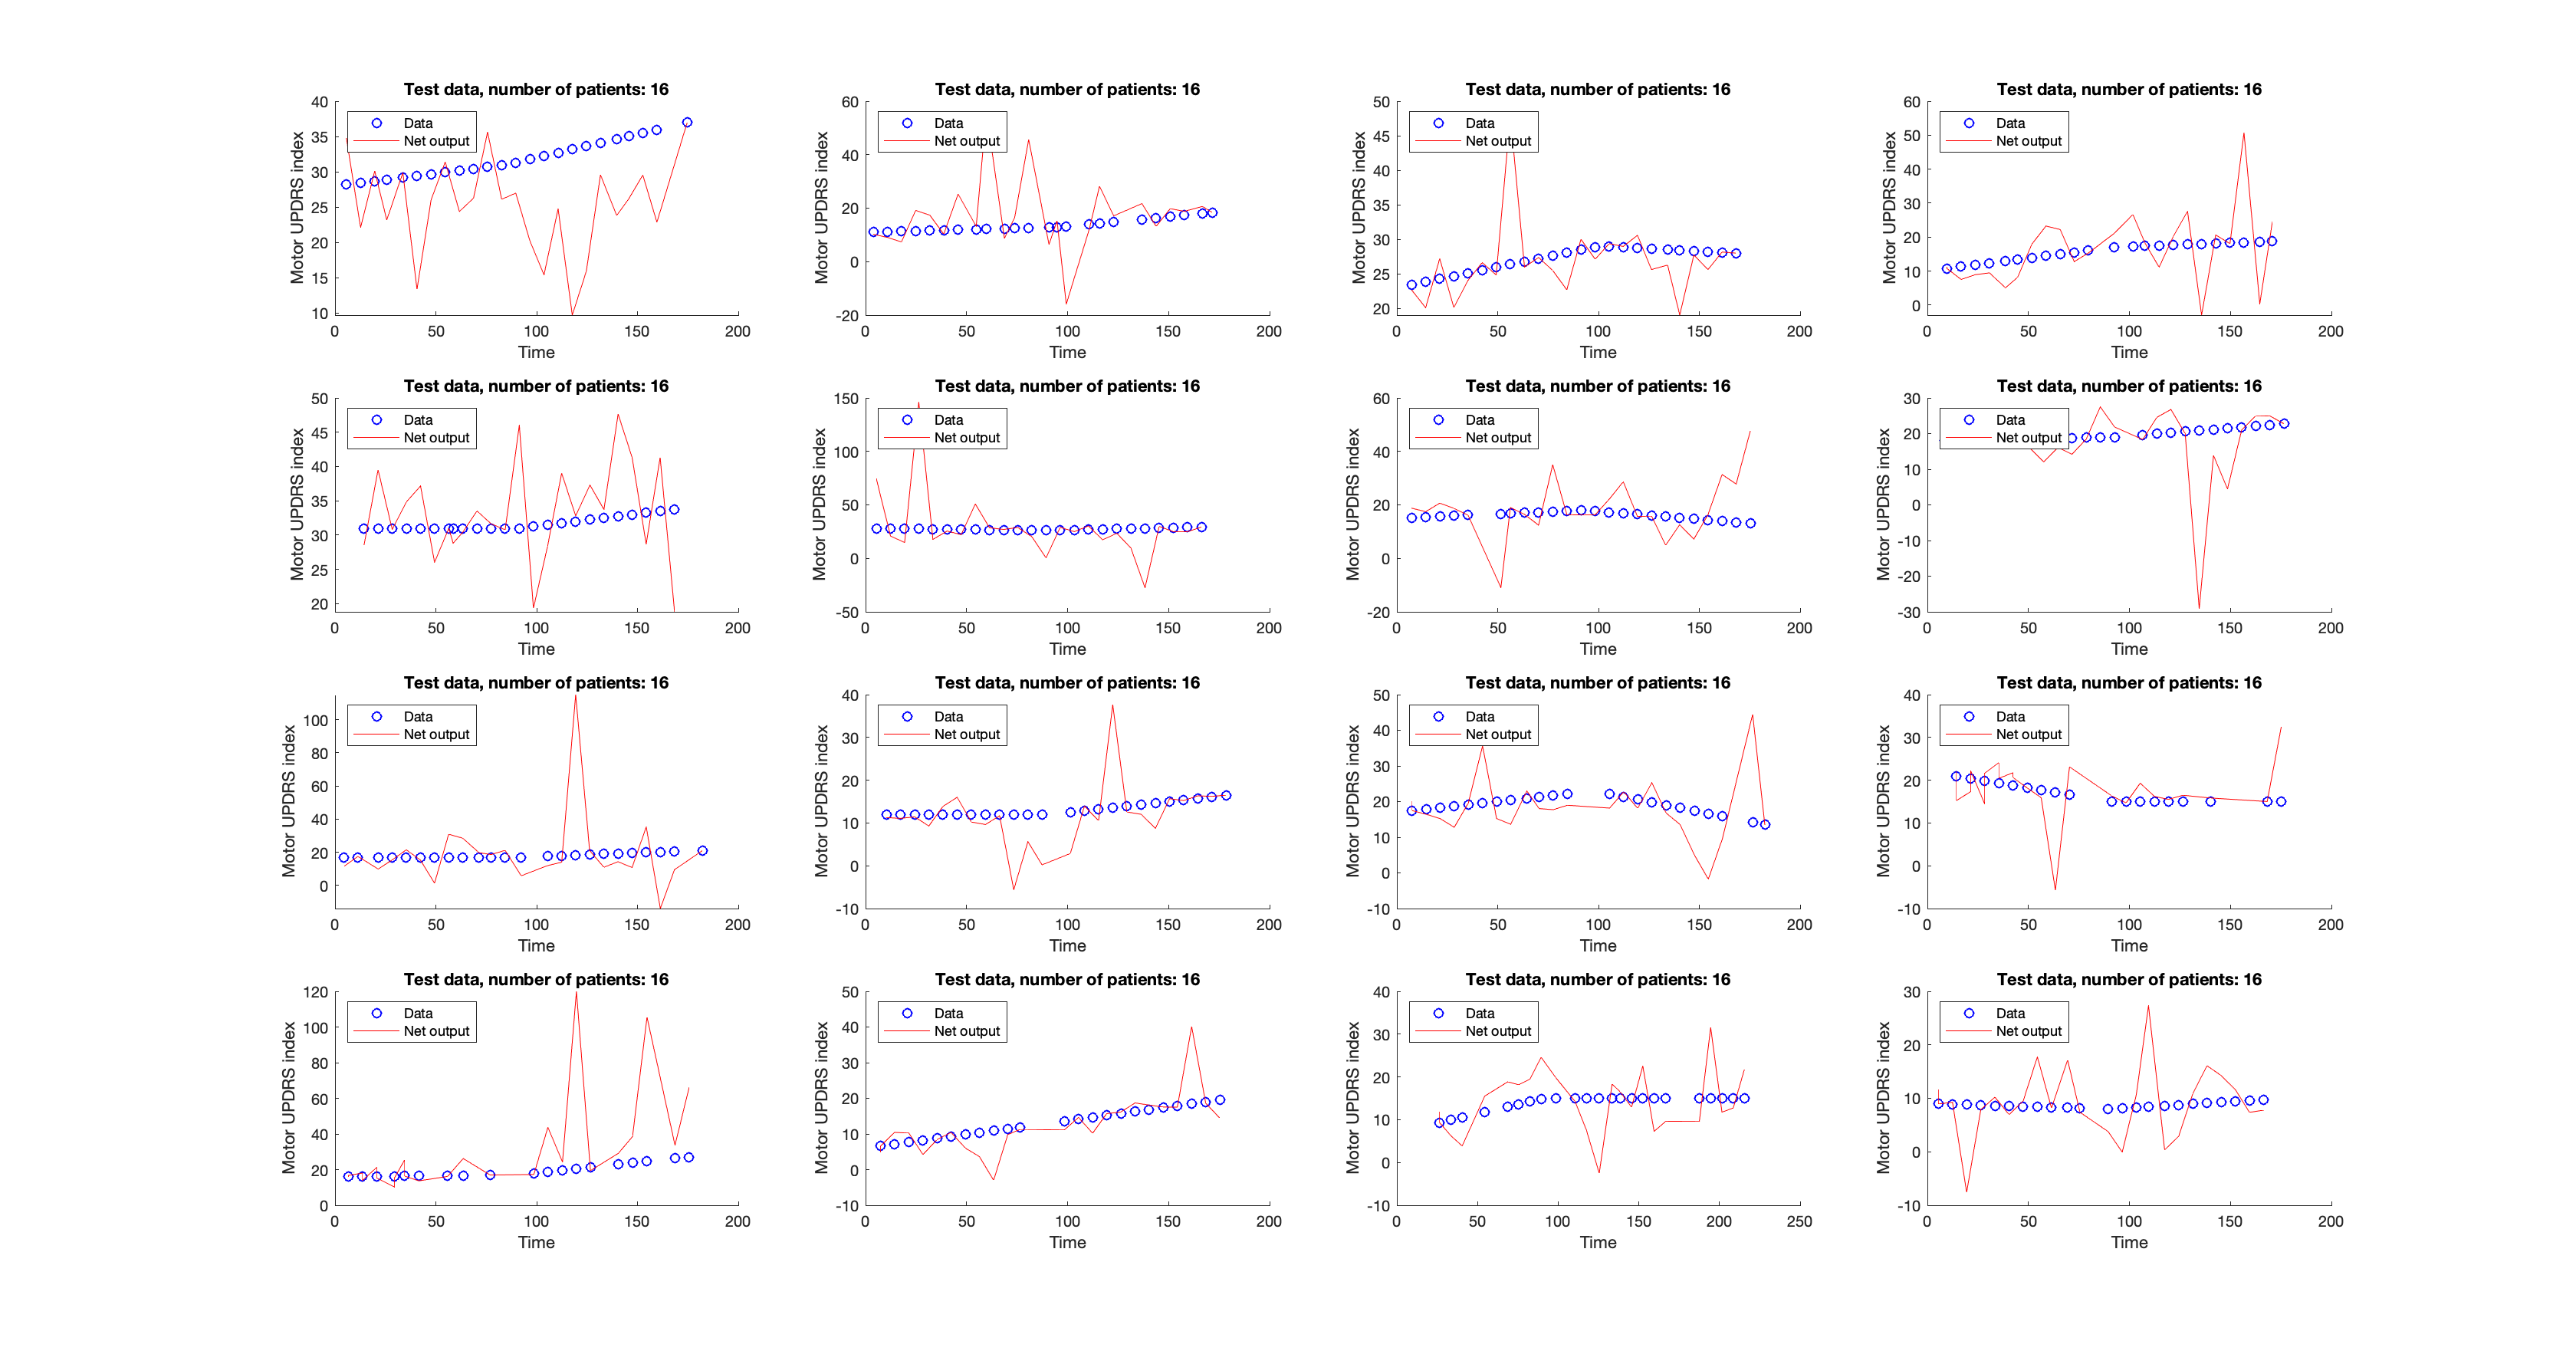 Test data, number of patients: 16 Test data, number of patients: 16 Test data, number of patients: 16 Test data, number of patients: 16
40 60 50 60
Data Data Data Data
Net output Net output Net output Net output
35 45 50
40
30 40 40
20
25 35 30
Motor UPDRS index Motor UPDRS index Motor UPDRS index Motor UPDRS index
20 0 30 20
15 25 10
10 -20 20 0
0 50 100 150 200 0 50 100 150 200 0 50 100 150 200 0 50 100 150 200
Time Time Time Time
Test data, number of patients: 16 Test data, number of patients: 16 Test data, number of patients: 16 Test data, number of patients: 16
50 150 60 30
Data Data Data Data
Net output Net output Net output Net output
45 20
100 40 10
40
35 50 20 0
Motor UPDRS index Motor UPDRS index Motor UPDRS index Motor UPDRS index
30 -10
0 0
25 -20
20 -50 -20 -30
0 50 100 150 200 0 50 100 150 200 0 50 100 150 200 0 50 100 150 200
Time Time Time Time
Test data, number of patients: 16 Test data, number of patients: 16 Test data, number of patients: 16 Test data, number of patients: 16
40 50 40
Data Data Data Data
Net output Net output Net output Net output
100 30 40 30
80 30
60 20 20 20
Motor UPDRS index Motor UPDRS index Motor UPDRS index Motor UPDRS index
40 10 10 10
20 0 0 0
0 -10 -10 -10
0 50 100 150 200 0 50 100 150 200 0 50 100 150 200 0 50 100 150 200
Time Time Time Time
Test data, number of patients: 16 Test data, number of patients: 16 Test data, number of patients: 16 Test data, number of patients: 16
120 50 40 30
Data Data Data Data
Net output Net output Net output Net output
100 40 30 20
80 30 20
60 20 10
Motor UPDRS index Motor UPDRS index Motor UPDRS index Motor UPDRS index
40 10 10
20 0 0 0
0 -10 -10 -10
0 50 100 150 200 0 50 100 150 200 0 50 100 150 200 250 0 50 100 150 200
Time Time Time Time